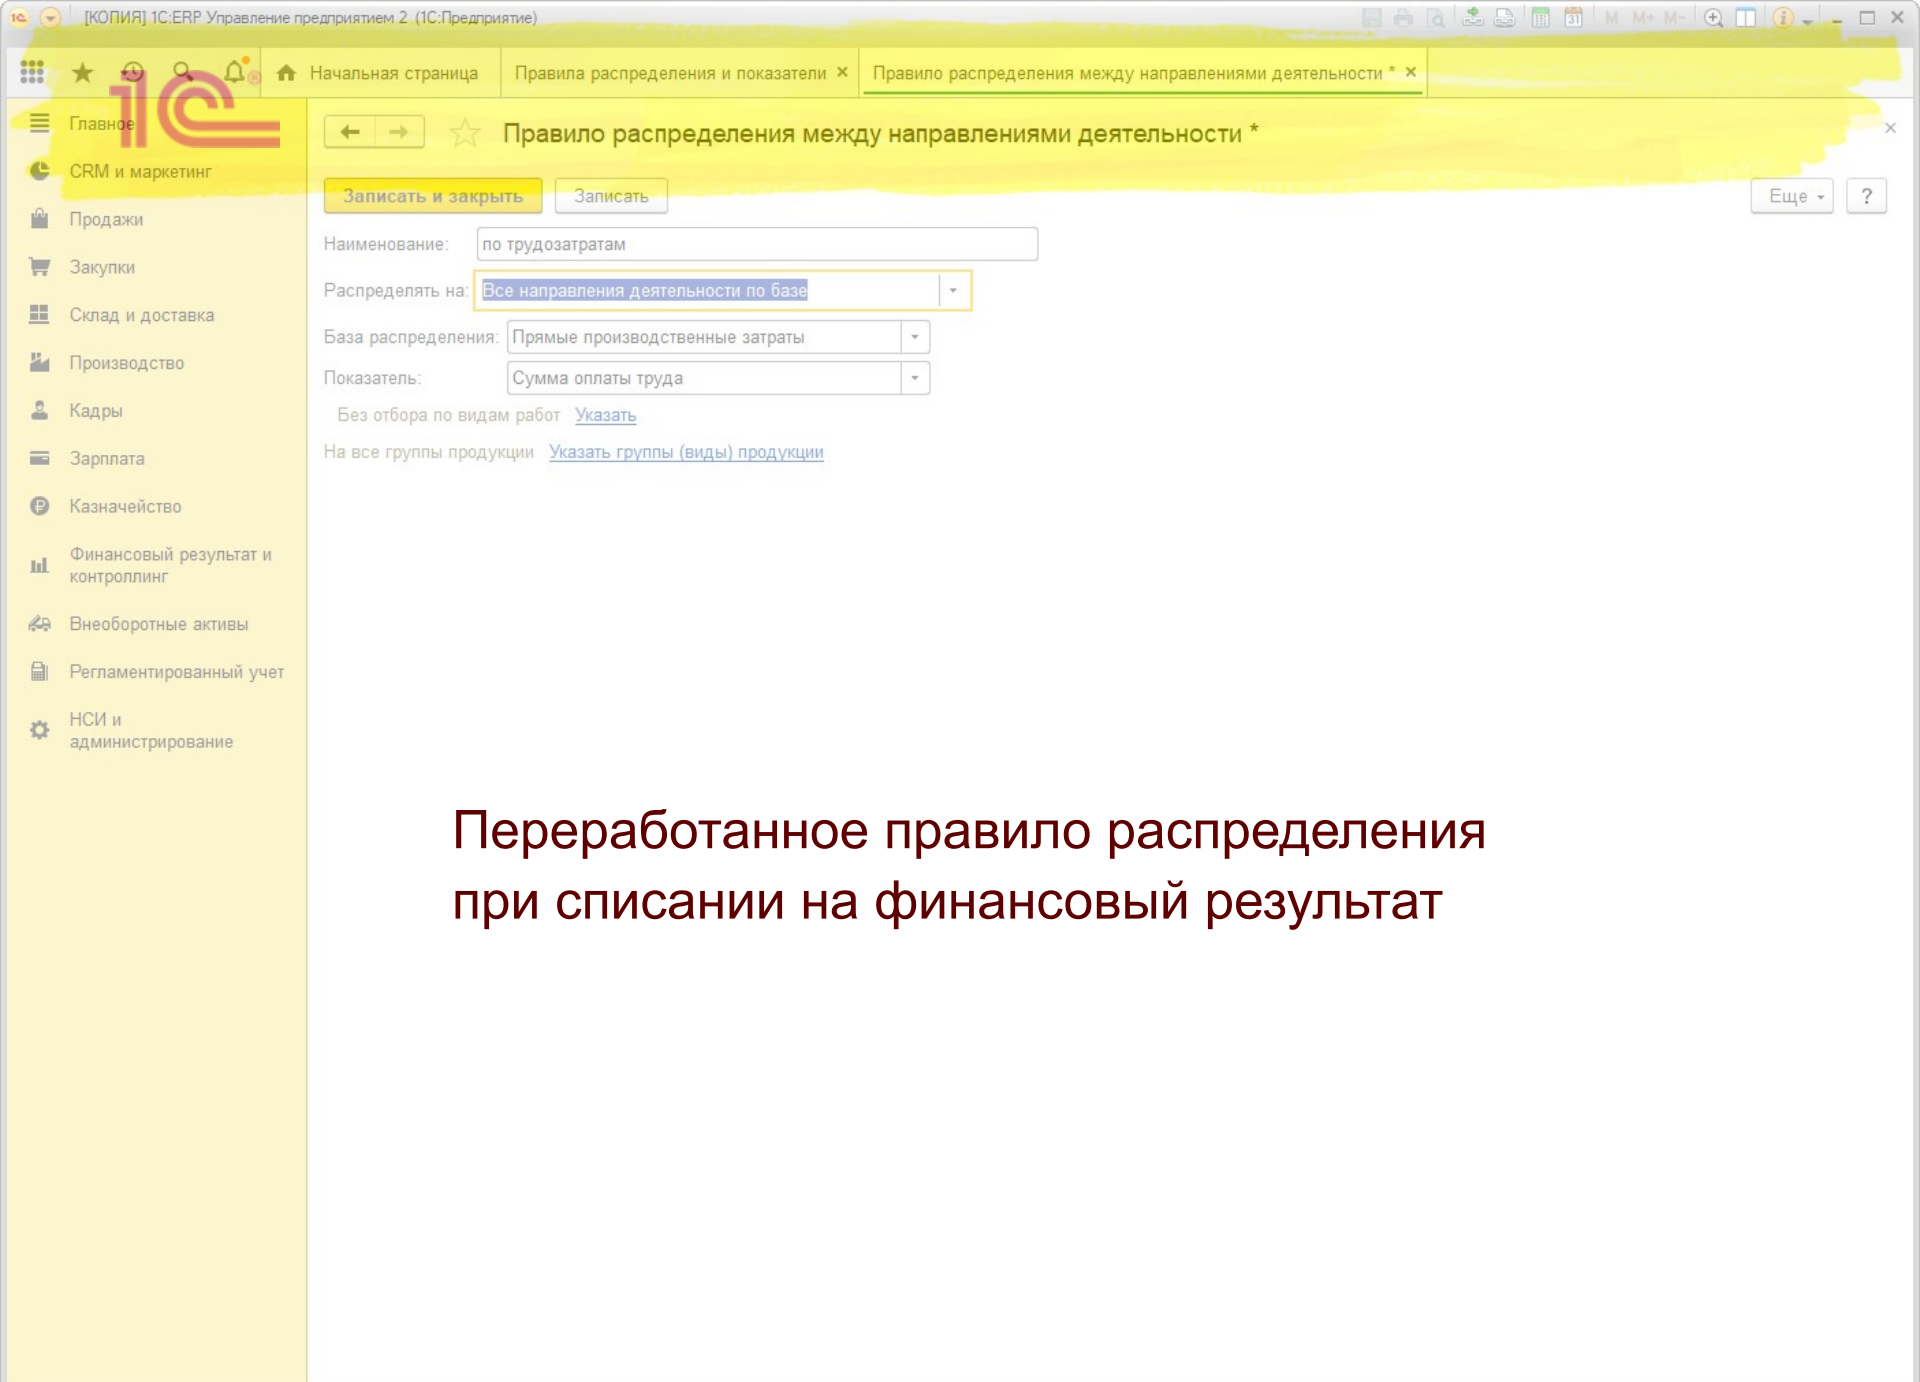 [КОПИЯ] 1С:ERP Управление предприятием 2 (1С:Предприятие)
31 M M+ M-
Начальная страница
Правила распределения и показатели ×
Правило распределения между направлениями деятельности * ×
1С®
Главное
CRM и маркетинг
Продажи
Закупки
Склад и доставка
Производство
Кадры
Зарплата
Казначейство
Финансовый результат и
контроллинг
Внеоборотные активы
Регламентированный учет
НСИ и
администрирование
Правило распределения между направлениями деятельности *
Записать и закрыть
Записать
Еще
?
Наименование: по трудозатратам
Распределять на: Все направления деятельности по базе
База распределения: Прямые производственные затраты
Показатель: Сумма оплаты труда
Без отбора по видам работ Указать
На все группы продукции Указать группы (виды) продукции
Переработанное правило распределения
при списании на финансовый результат